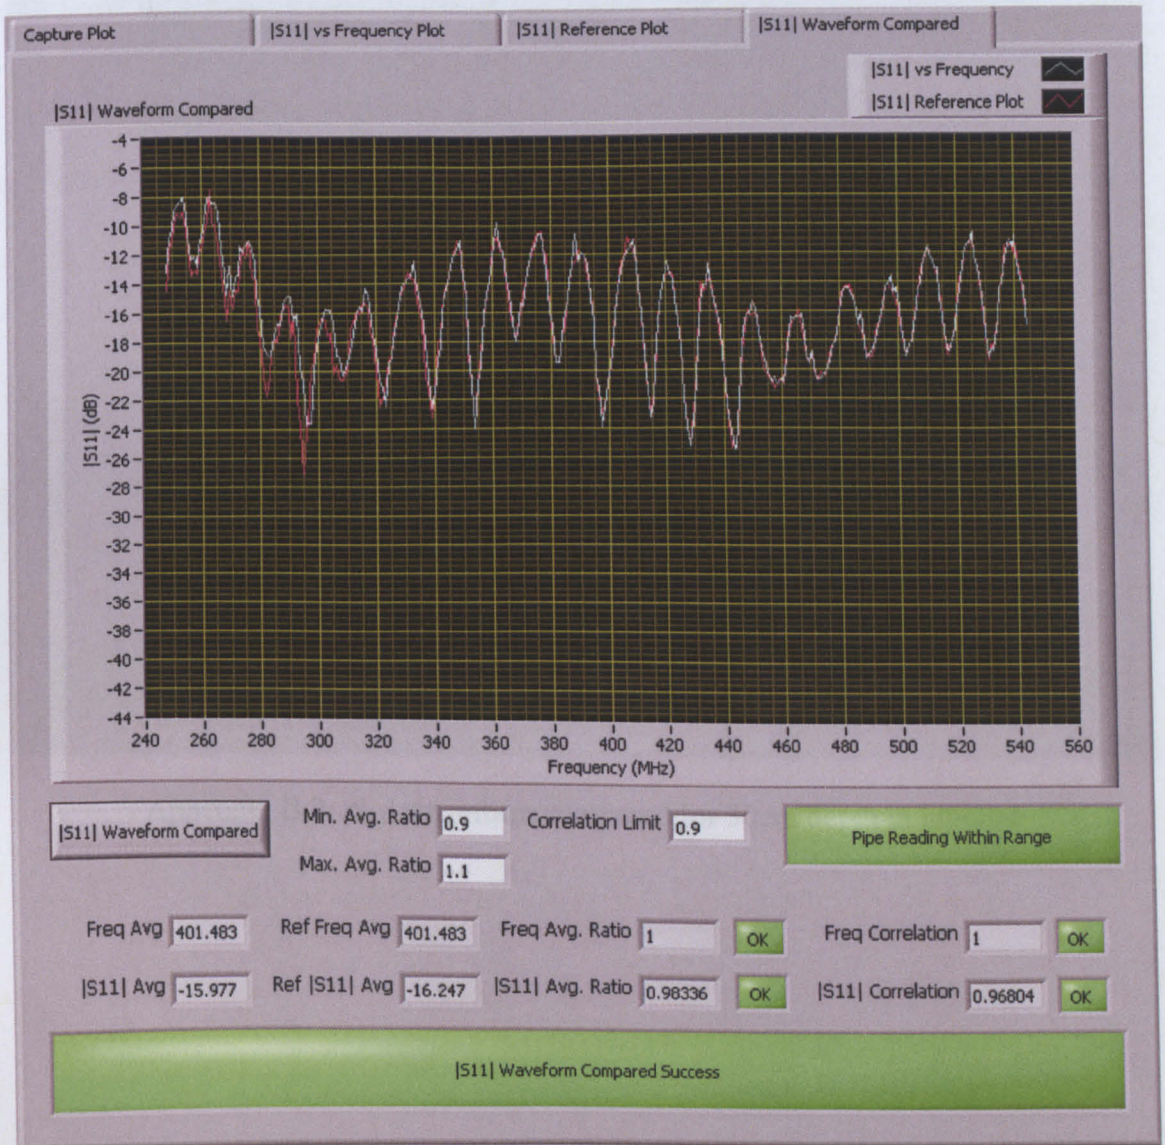 Capture Plot
|S11| vs Frequency Plot
|S11| Reference Plot
|S11| Waveform Compared
|S11| vs Frequency
|S11| Reference Plot
|S11| Waveform Compared
-4
-6
-8
-10
-12
-14
-16
-18
-20
-22
-24
-26
-28
-30
-32
-34
-36
-38
-40
-42
-44
|S11| (dB)
240 260 280 300 320 340 360 380 400 420 440 460 480 500 520 540 560
Frequency (MHz)
|S11| Waveform Compared
Min. Avg. Ratio 0.9
Correlation Limit 0.9
Pipe Reading Within Range
Max. Avg. Ratio 1.1
Freq Avg 401.483
Ref Freq Avg 401.483
Freq Avg. Ratio 1
OK
Freq Correlation 1
OK
|S11| Avg -15.977
Ref |S11| Avg -16.247
|S11| Avg. Ratio 0.98336
OK
|S11| Correlation 0.96804
OK
|S11| Waveform Compared Success